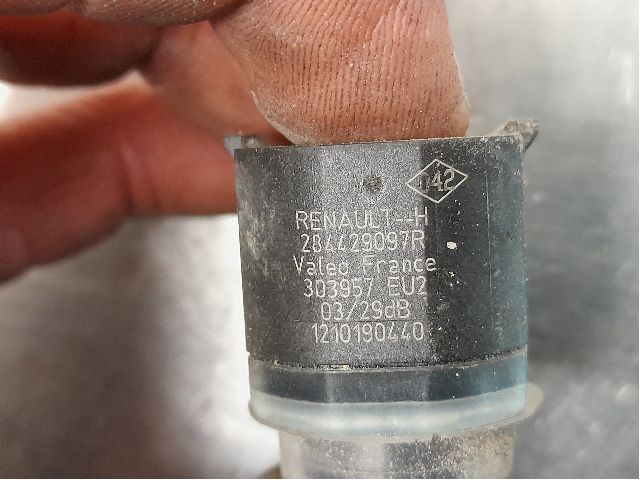 042
RENAULT--H
284429097R
Valeo France
303957 EU2
03/29dB
1210190440